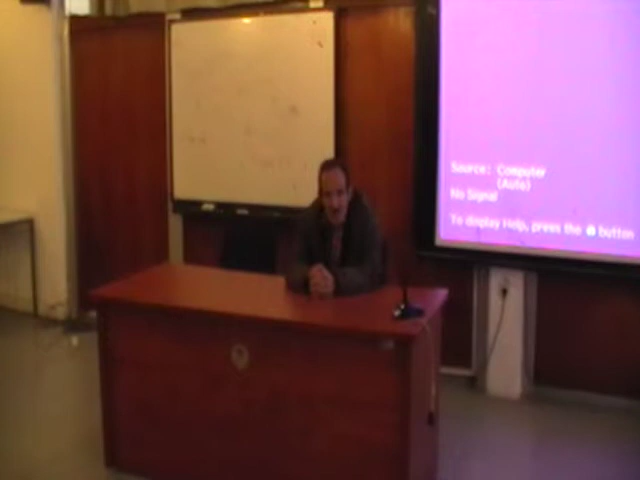 Source: Computer
(Auto)
No Signal
To display Help, press the button